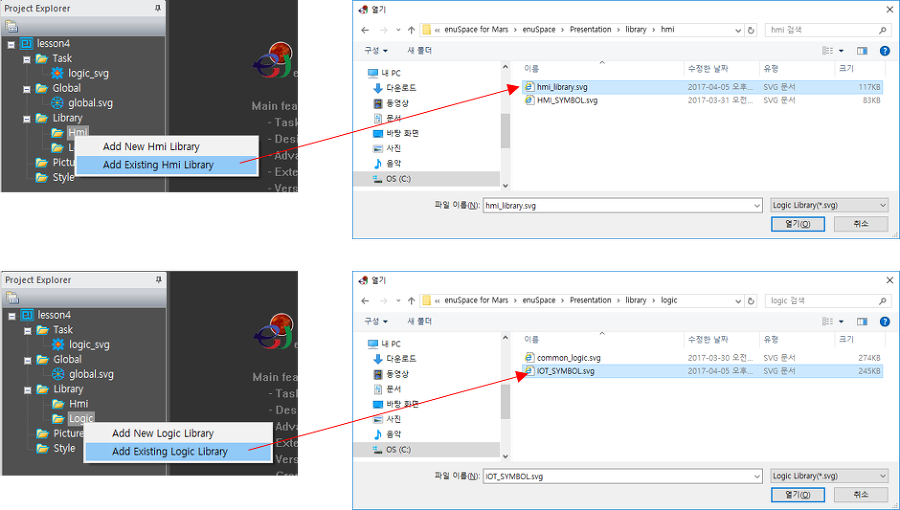 Project Explorer
lesson4
Task
logic_svg
Global
global.svg
Library
Hmi
L
Pictu
Style
Add New Hmi Library
Add Existing Hmi Library
Main fea
- Task
- Desi
- Adva
- Exte
- Vers
열기
« enuSpace for Mars > enuSpace > Presentation > library > hmi
hmi 검색
구성
새 폴더
이름
수정한 날짜
유형
크기
내 PC
다운로드
동영상
문서
바탕 화면
사진
음악
OS (C:)
hmi_library.svg 2017-04-05 오후... SVG 문서 117KB
HMI_SYMBOL.svg 2017-03-31 오전... SVG 문서 83KB
파일 이름(N): hmi_library.svg
Logic Library(*.svg)
열기(O)
취소
Project Explorer
lesson4
Task
logic_svg
Global
global.svg
Library
Hmi
Logic
Picture
Style
Add New Logic Library
Add Existing Logic Library
Main fea
- Task
- Des
열기
« enuSpace for Mars > enuSpace > Presentation > library > logic
logic 검색
구성
새 폴더
이름
수정한 날짜
유형
크기
내 PC
다운로드
동영상
문서
바탕 화면
사진
음악
OS (C:)
common_logic.svg 2017-03-30 오전... SVG 문서 274KB
IOT_SYMBOL.svg 2017-04-05 오후... SVG 문서 245KB
파일 이름(N): IOT_SYMBOL.svg
Logic Library(*.svg)
열기(O)
취소